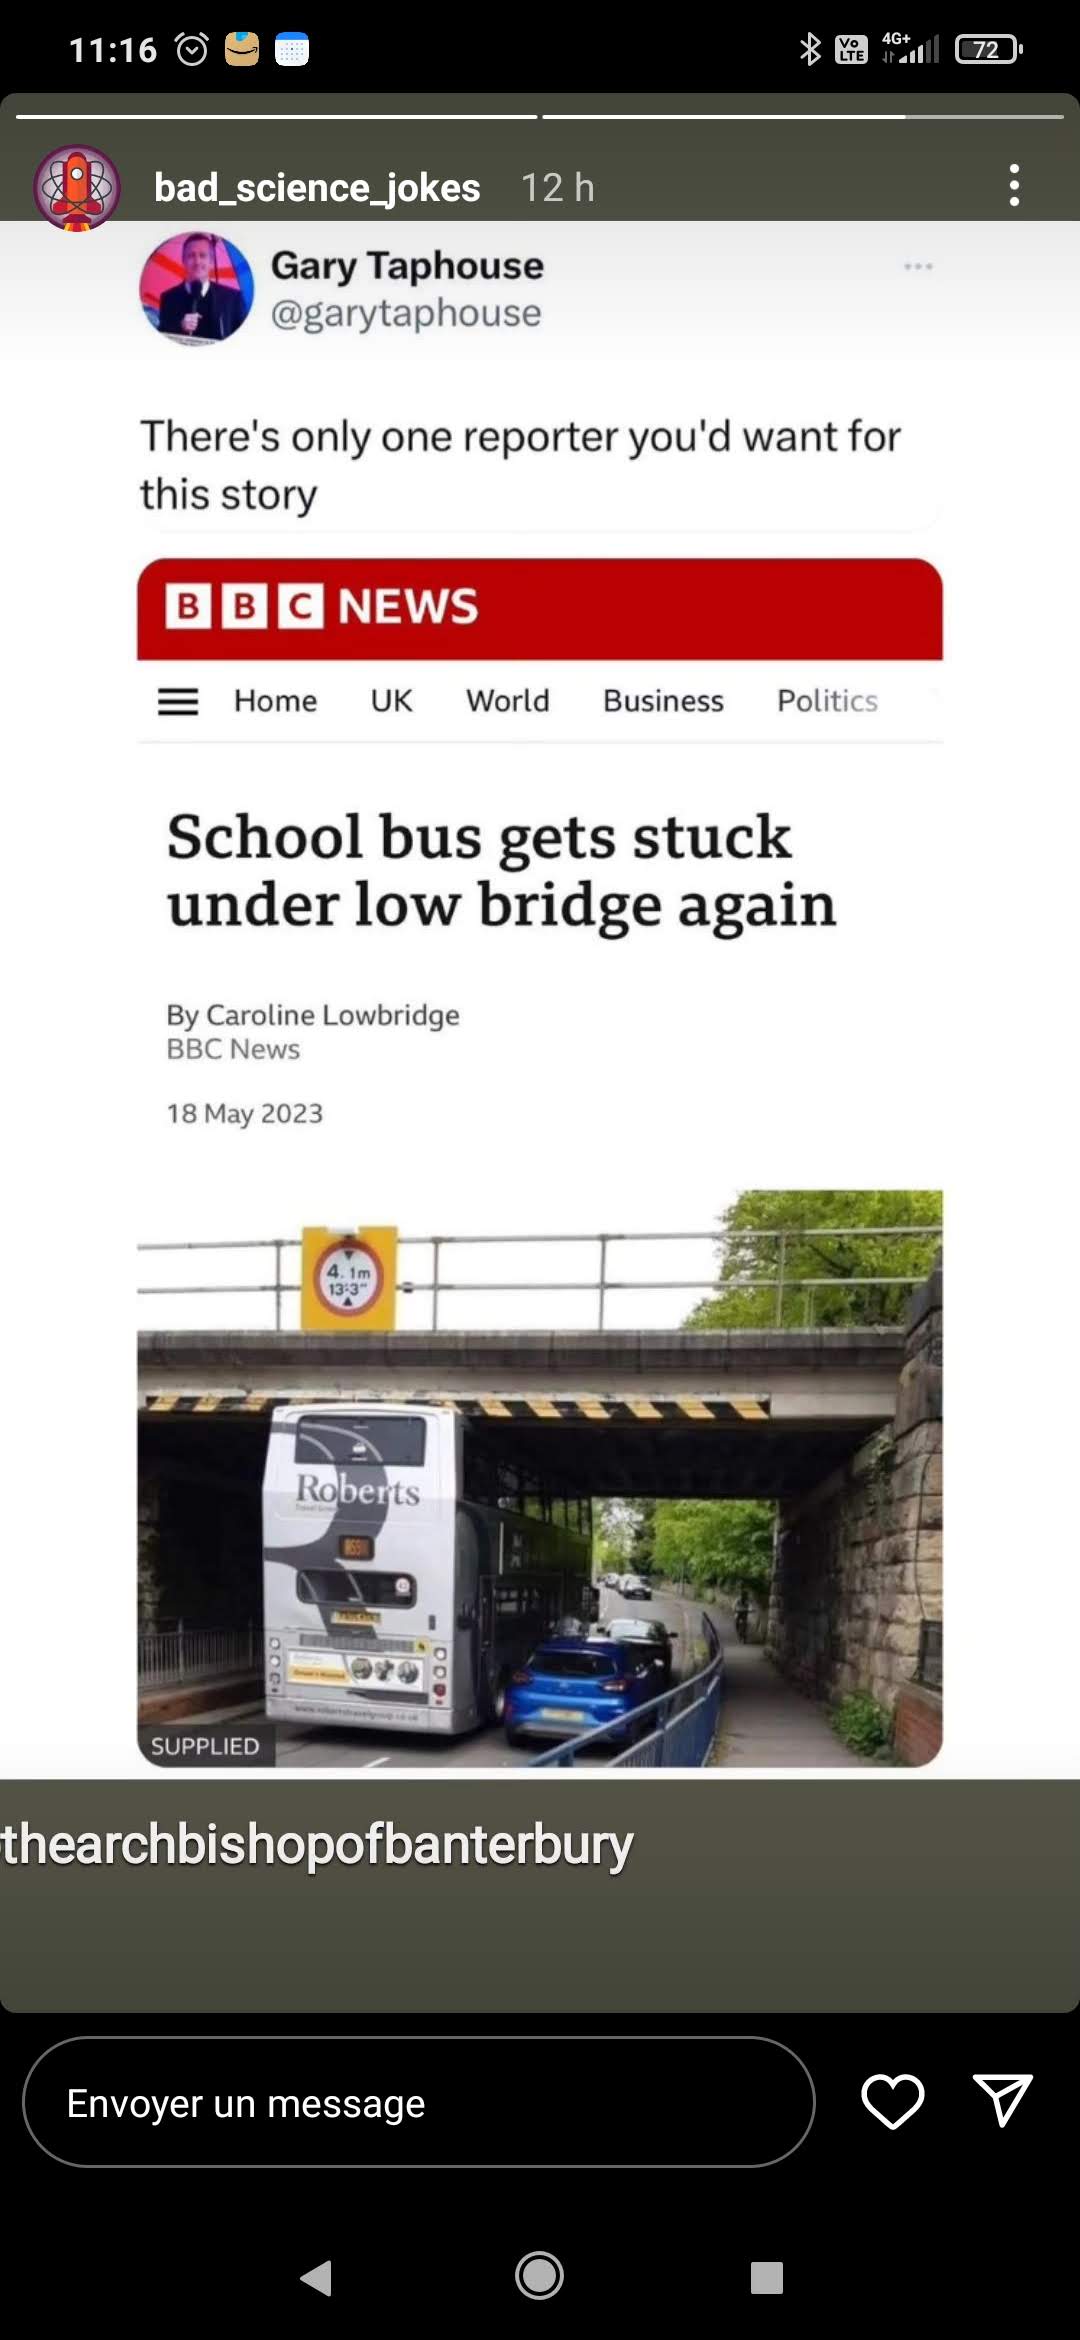 11:16
Vo LTE
4G+
72
bad_science_jokes 12 h
Gary Taphouse
@garytaphouse
There's only one reporter you'd want for
this story
BBC NEWS
Home UK World Business Politics
School bus gets stuck
under low bridge again
By Caroline Lowbridge
BBC News
18 May 2023
4.1m
13'3"
Roberts
SUPPLIED
thearchbishopofbanterbury
Envoyer un message